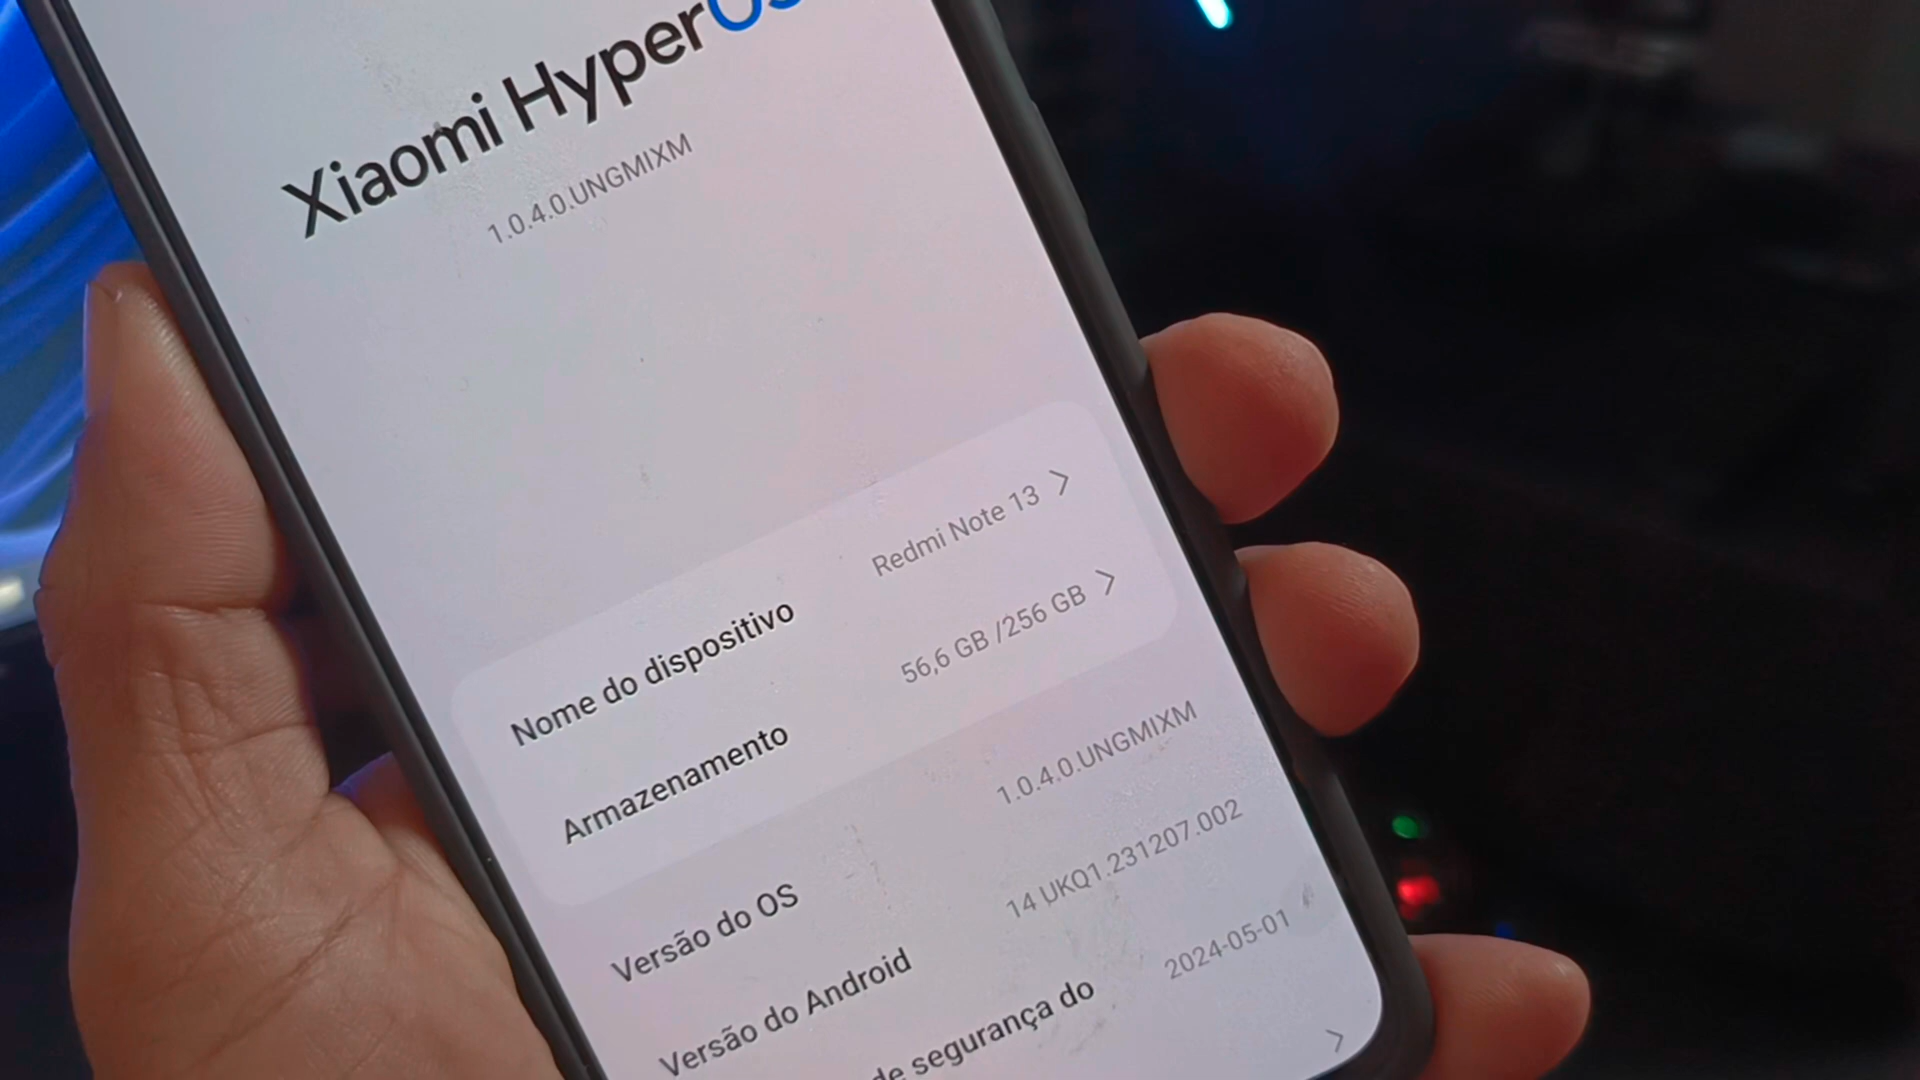 Xiaomi HyperOS
1.0.4.0.UNGMIXM
Nome do dispositivo Redmi Note 13
Armazenamento 56,6 GB /256 GB
Versão do OS 1.0.4.0.UNGMIXM
Versão do Android 14 UKQ1.231207.002
de segurança do 2024-05-01